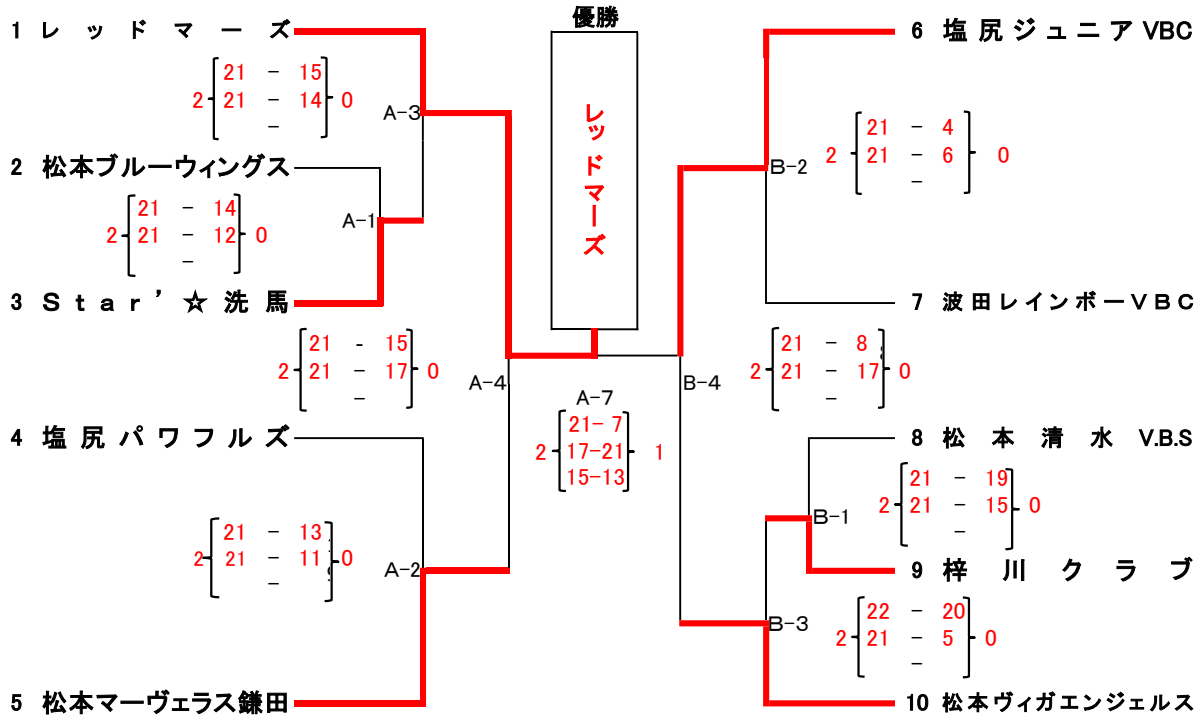 優勝
レッドマーズ
1 レッドマーズ
21 - 15
2 21 - 14 0
-
A-3
2 松本ブルーウィングス
21 - 14
2 21 - 12 0
-
A-1
3 Star'☆洗馬
21 - 15
2 21 - 17 0
-
A-4
4 塩尻パワフルズ
21 - 13
2 21 - 11 0
-
A-2
5 松本マーヴェラス鎌田
A-7
21-7
2 17-21 1
15-13
6 塩尻ジュニアVBC
21 - 4
2 21 - 6 0
-
B-2
7 波田レインボーVBC
21 - 8
2 21 - 17 0
-
B-4
8 松本清水 V.B.S
21 - 19
2 21 - 15 0
-
B-1
9 梓川クラブ
22 - 20
2 21 - 5 0
-
B-3
10 松本ヴィガエンジェルス